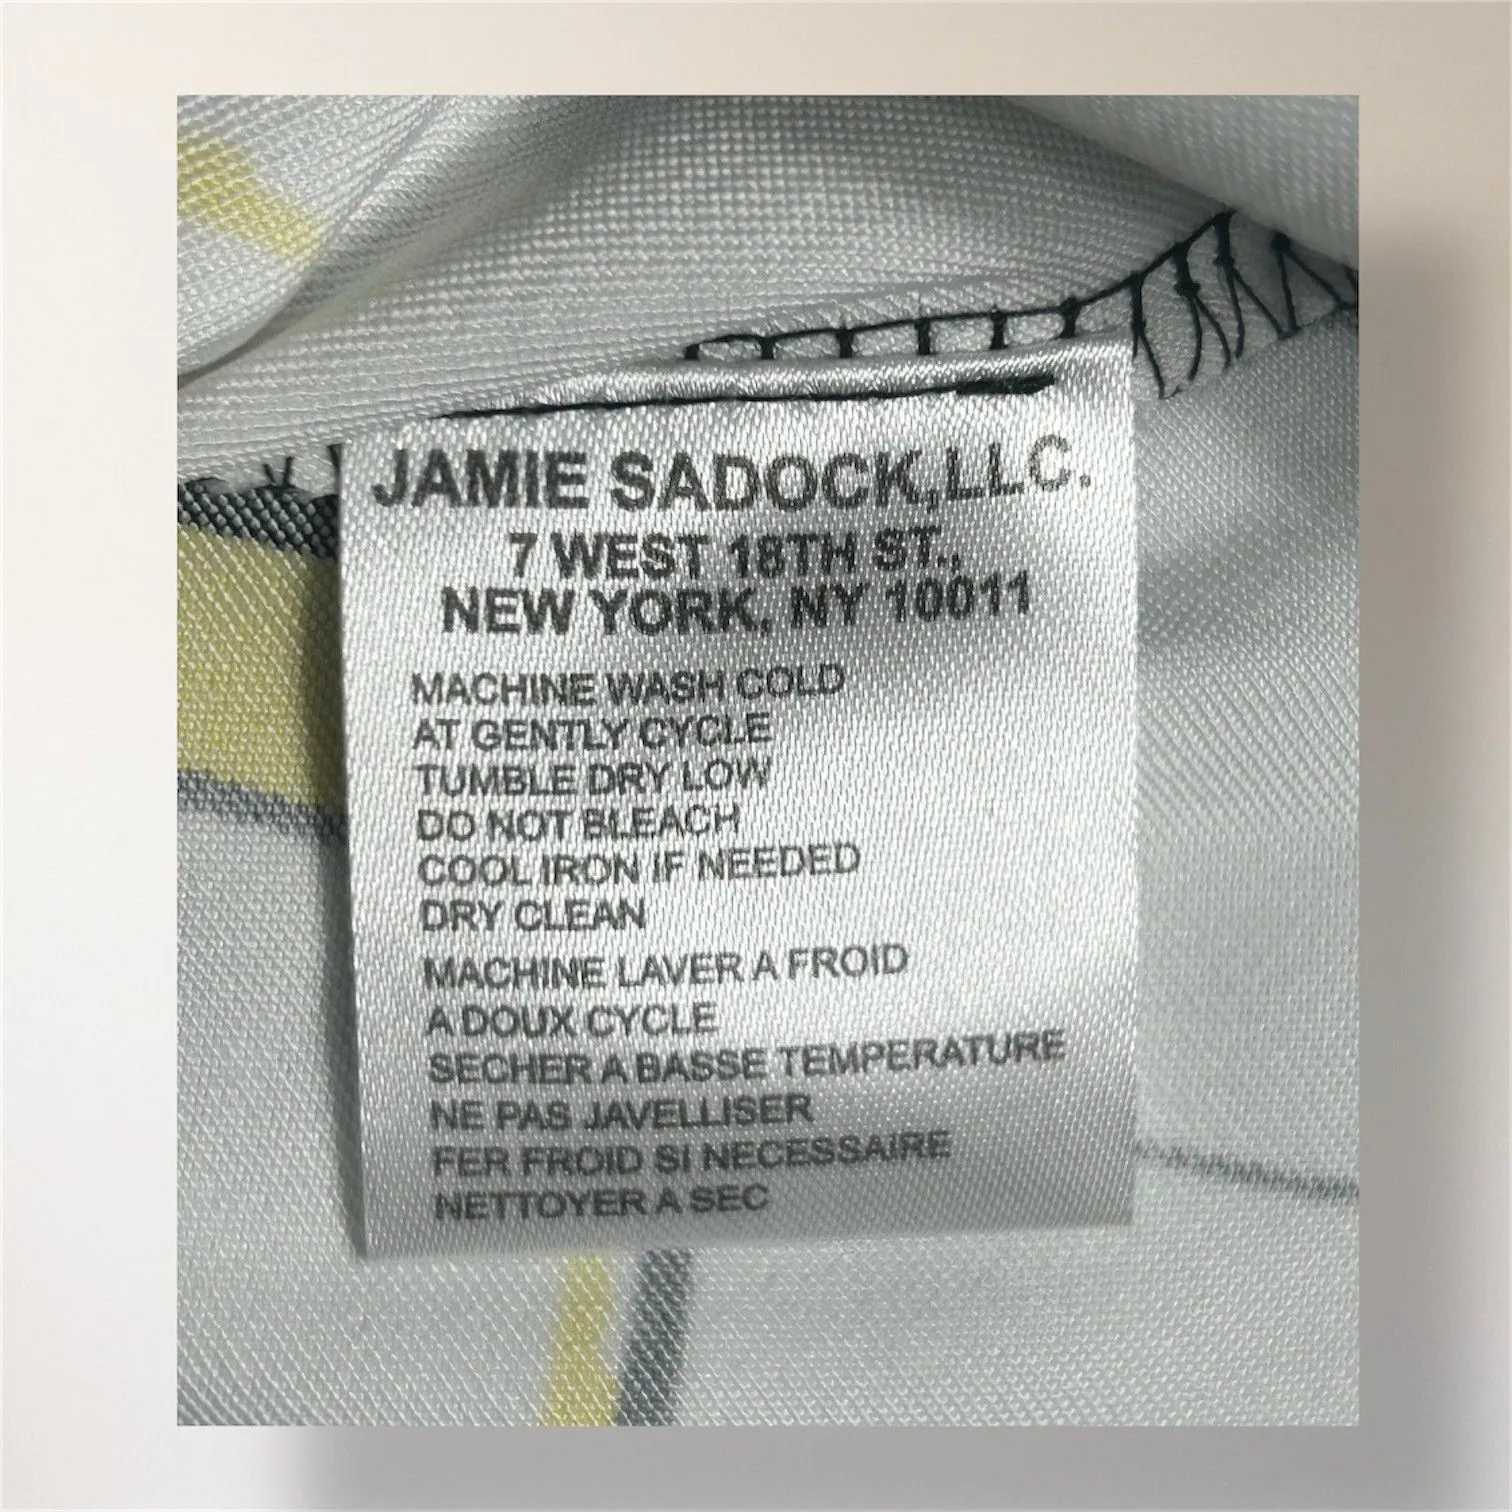 JAMIE SADOCK,LLC.
7 WEST 18TH ST.,
NEW YORK, NY 10011
MACHINE WASH COLD
AT GENTLY CYCLE
TUMBLE DRY LOW
DO NOT BLEACH
COOL IRON IF NEEDED
DRY CLEAN
MACHINE LAVER A FROID
A DOUX CYCLE
SECHER A BASSE TEMPERATURE
NE PAS JAVELLISER
FER FROID SI NECESSAIRE
NETTOYER A SEC